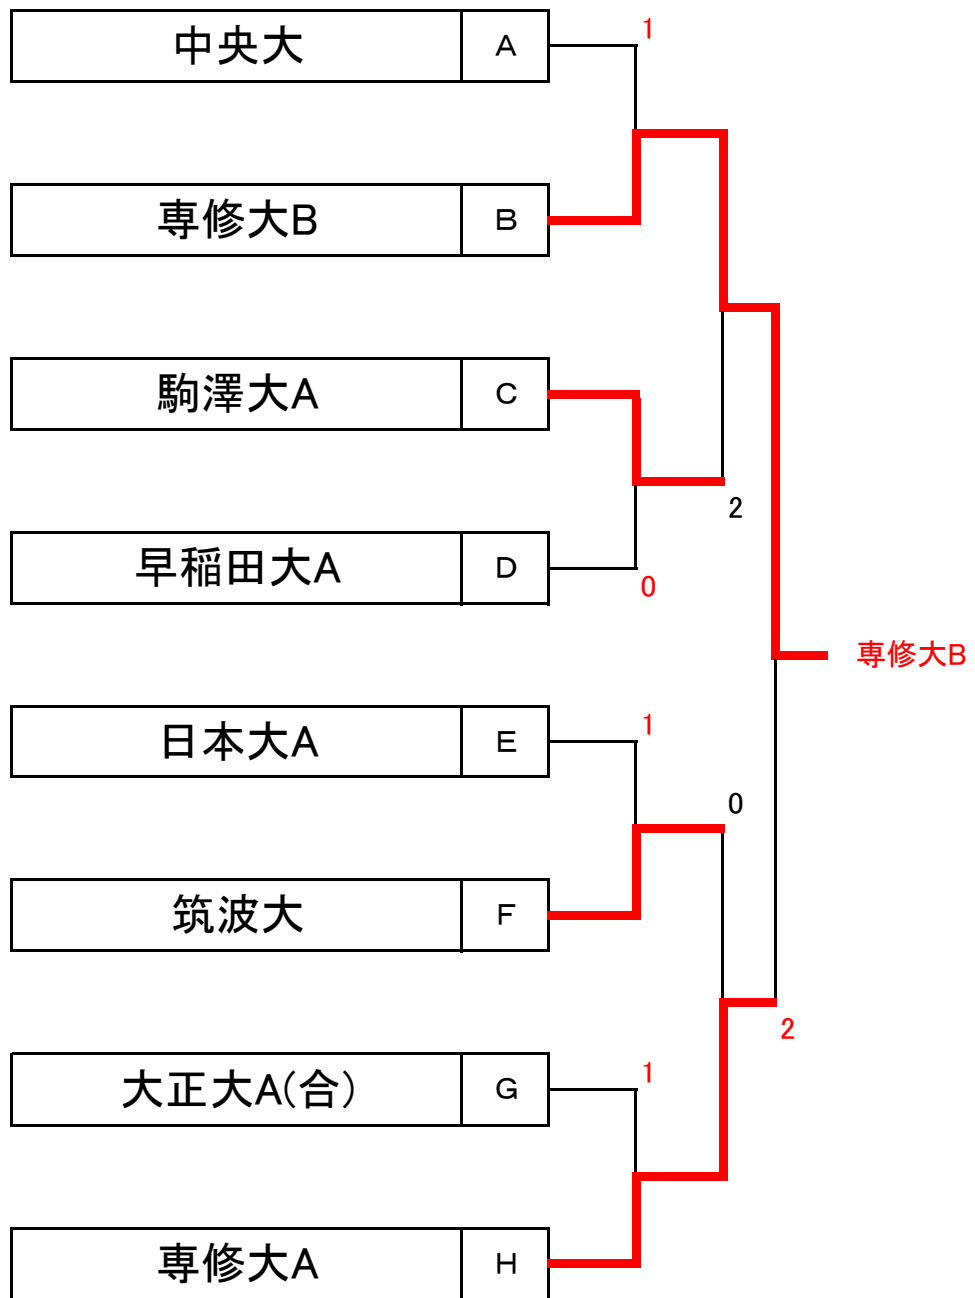 中央大 A 1
専修大B B
駒澤大A C
2
早稲田大A D
0
専修大B
日本大A E 1
0
筑波大 F
2
大正大A(合) G 1
専修大A H